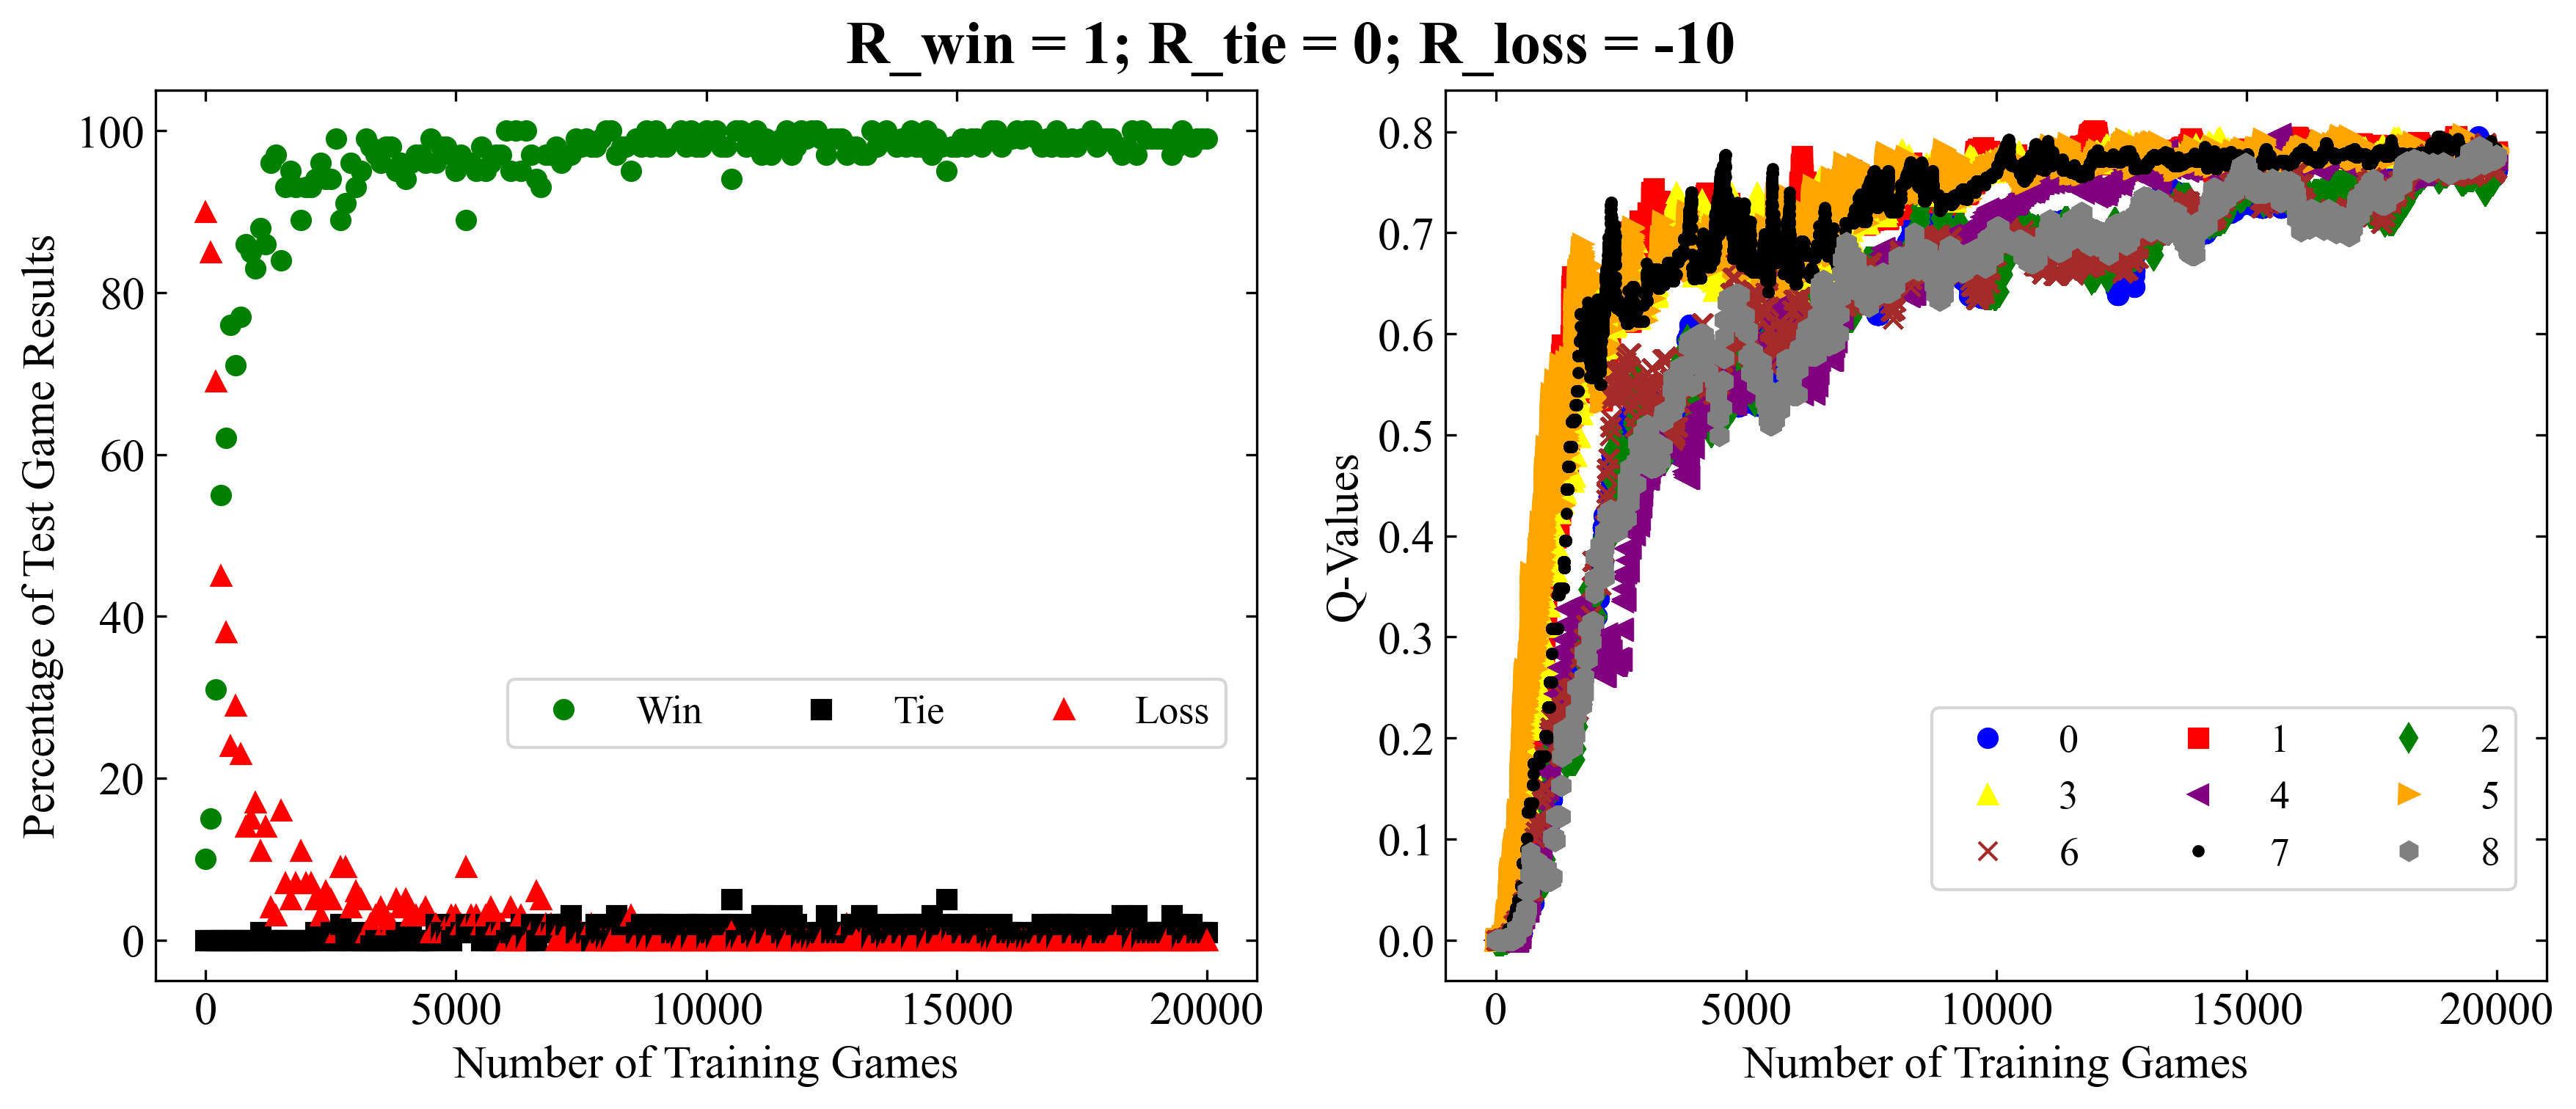 R_win = 1; R_tie = 0; R_loss = -10
Percentage of Test Game Results
100
80
60
40
20
0
Win Tie Loss
0 5000 10000 15000 20000
Number of Training Games
Q-Values
0.8
0.7
0.6
0.5
0.4
0.3
0.2
0.1
0.0
0 1 2
3 4 5
6 7 8
0 5000 10000 15000 20000
Number of Training Games